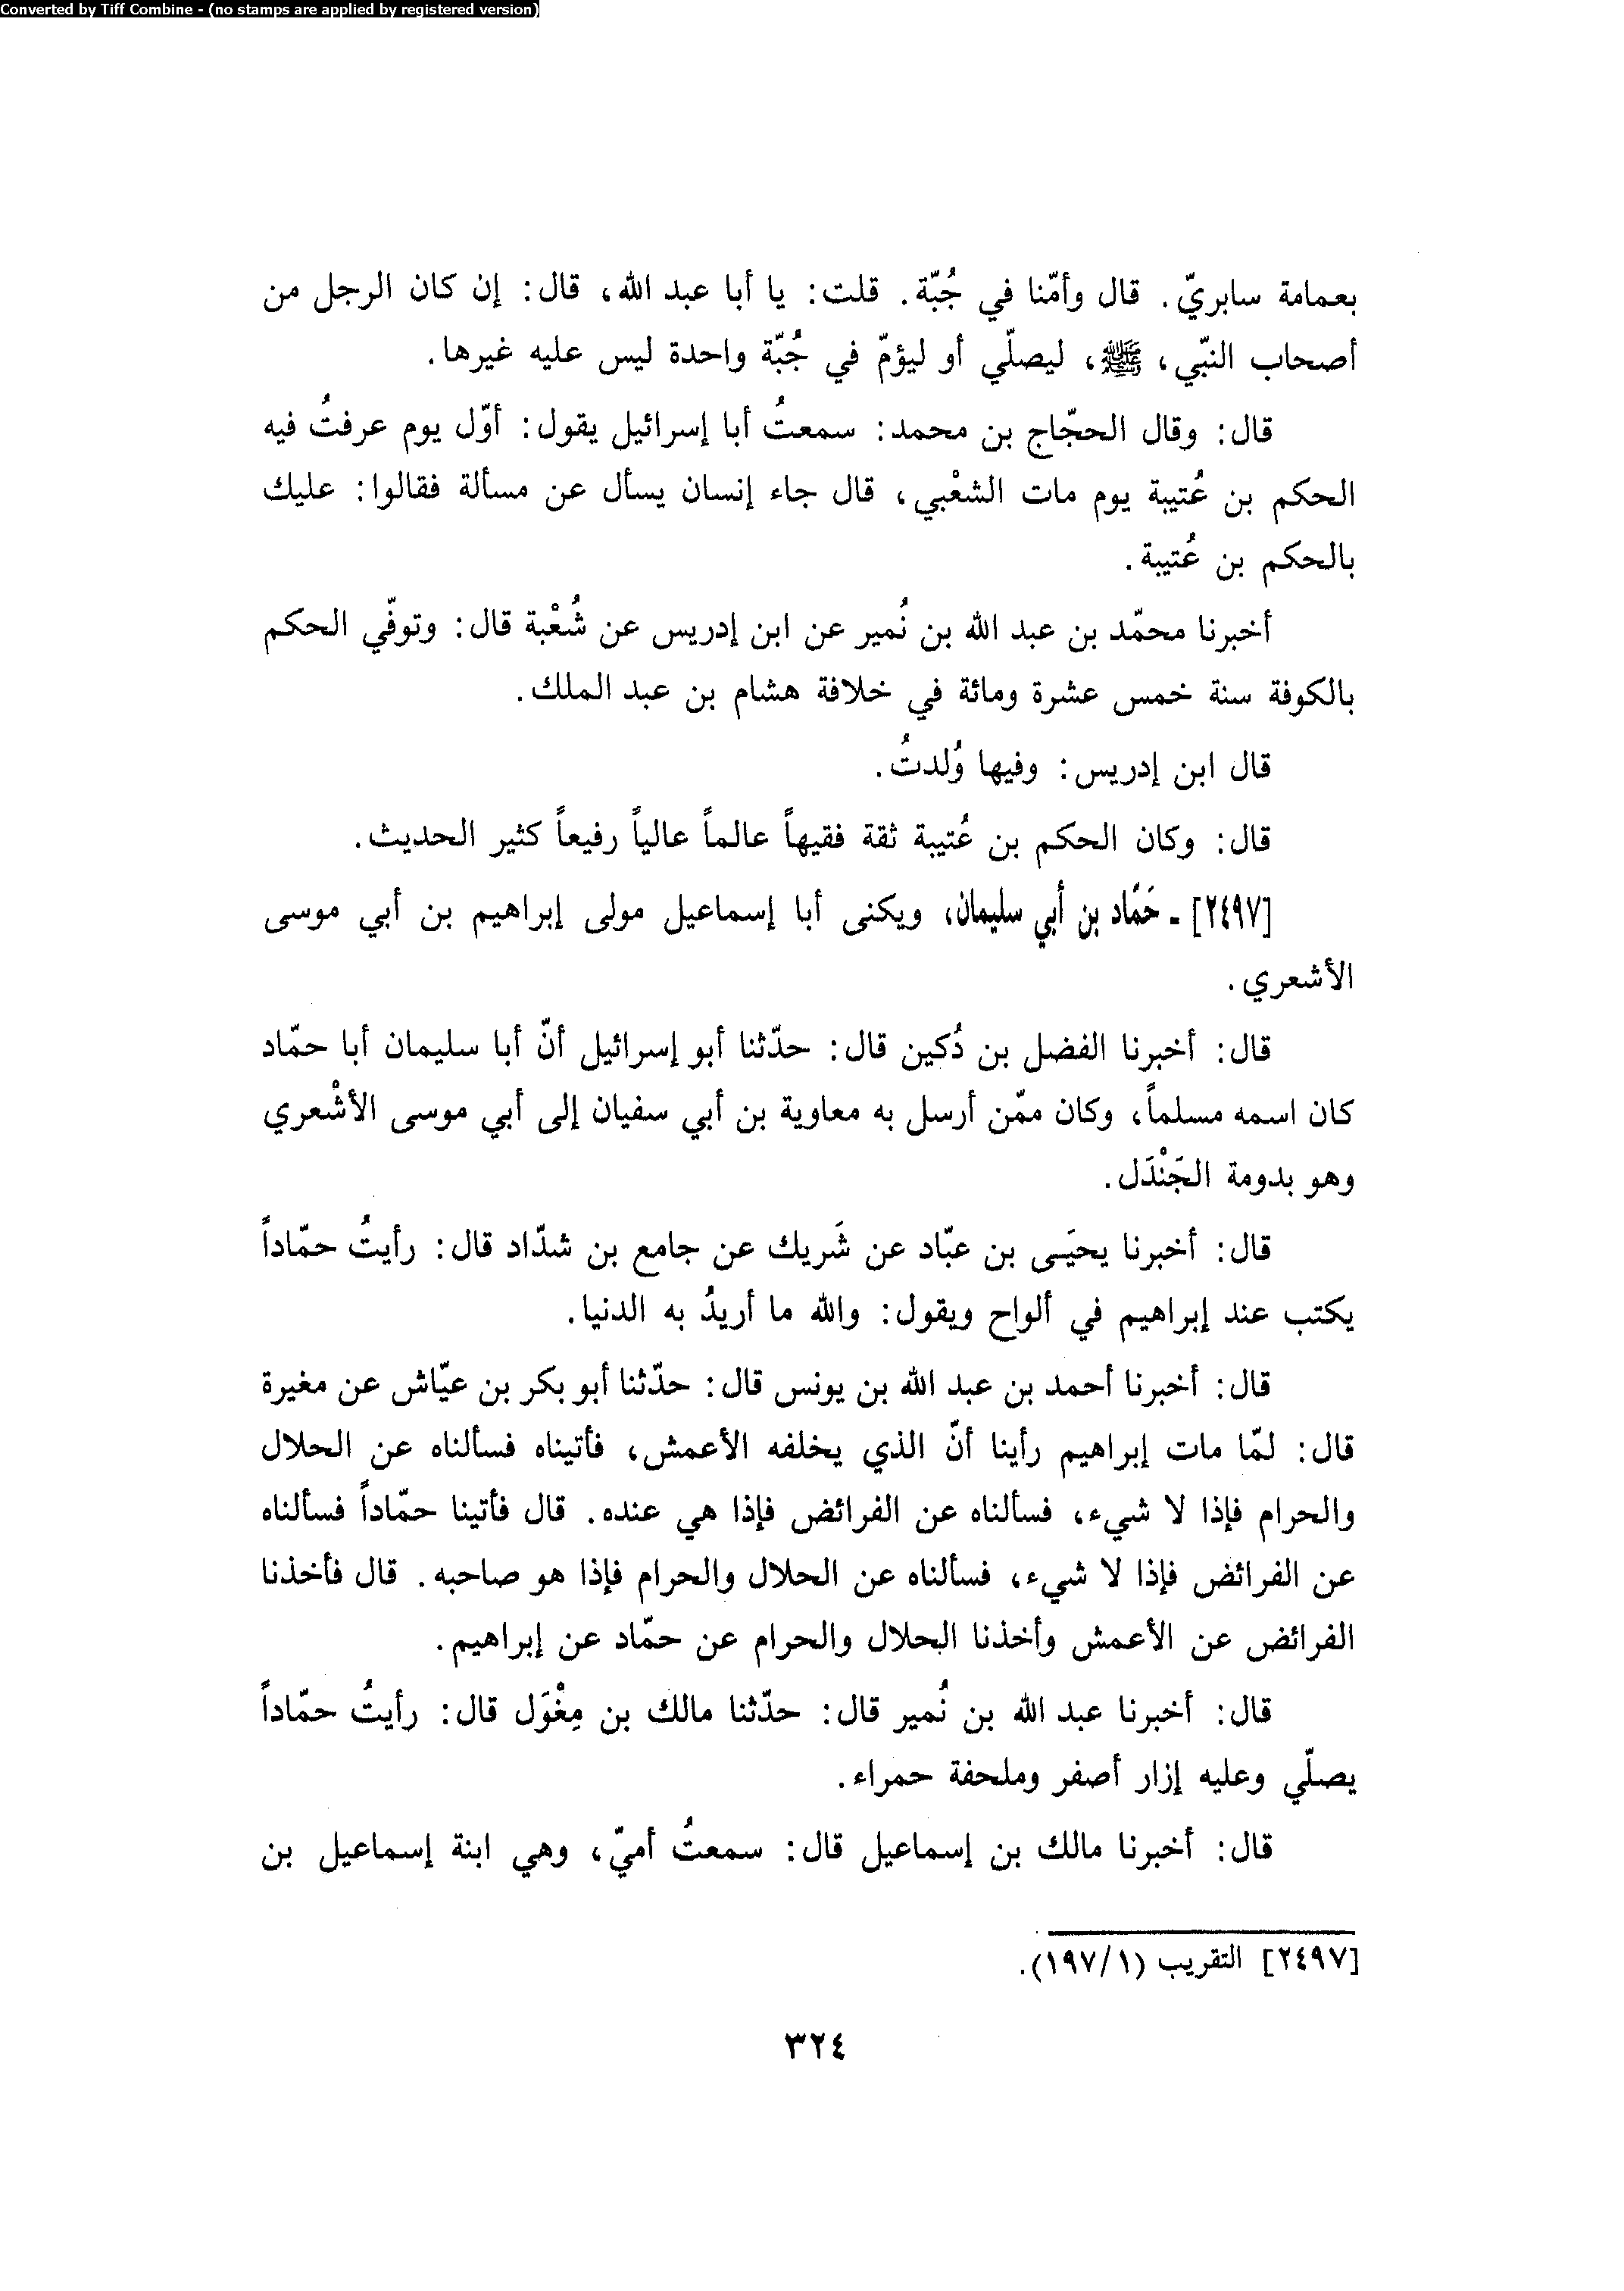 Converted by Tiff Combine - (no stamps are applied by registered version)
بعمامة سابريّ. قال وأمّنا في جُبّة. قلت: يا أبا عبد الله، قال: إن كان الرجل من
أصحاب النبّي، ﷺ، ليصلّي أو ليؤمّ في جُبّة واحدة ليس عليه غيرها.
قال: وقال الحجّاج بن محمد: سمعتُ أبا إسرائيل يقول: أوّل يوم عرفتُ فيه
الحكم بن عُتيبة يوم مات الشعْبي، قال جاء إنسان يسأل عن مسألة فقالوا: عليك
بالحكم بن عُتيبة.
أخبرنا محمّد بن عبد الله بن نُمير عن ابن إدريس عن شُعْبة قال: وتوفّي الحكم
بالكوفة سنة خمس عشرة ومائة في خلافة هشام بن عبد الملك.
قال ابن إدريس: وفيها وُلدتُ.
قال: وكان الحكم بن عُتيبة ثقة فقيهاً عالماً عالياً رفيعاً كثير الحديث.
[٢٤٩٧] - حَمّاد بن أبي سليمان، ويكنى أبا إسماعيل مولى إبراهيم بن أبي موسى
الأشعري.
قال: أخبرنا الفضل بن دُكين قال: حدّثنا أبو إسرائيل أنّ أبا سليمان أبا حمّاد
كان اسمه مسلماً، وكان ممّن أرسل به معاوية بن أبي سفيان إلى أبي موسى الأشْعري
وهو بدومة الجَنْدَل.
قال: أخبرنا يحيَى بن عبّاد عن شَريك عن جامع بن شدّاد قال: رأيتُ حمّاداً
يكتب عند إبراهيم في ألواح ويقول: والله ما أريدُ به الدنيا.
قال: أخبرنا أحمد بن عبد الله بن يونس قال: حدّثنا أبو بكر بن عيّاش عن مغيرة
قال: لمّا مات إبراهيم رأينا أنّ الذي يخلفه الأعمش، فأتيناه فسألناه عن الحلال
والحرام فإذا لا شيء، فسألناه عن الفرائض فإذا هي عنده. قال فأتينا حمّاداً فسألناه
عن الفرائض فإذا لا شيء، فسألناه عن الحلال والحرام فإذا هو صاحبه. قال فأخذنا
الفرائض عن الأعمش وأخذنا الحلال والحرام عن حمّاد عن إبراهيم.
قال: أخبرنا عبد الله بن نُمير قال: حدّثنا مالك بن مِغْوَل قال: رأيتُ حمّاداً
يصلّي وعليه إزار أصفر وملحفة حمراء.
قال: أخبرنا مالك بن إسماعيل قال: سمعتُ أميّ، وهي ابنة إسماعيل بن
[٢٤٩٧] التقريب (١/١٩٧).
٣٢٤